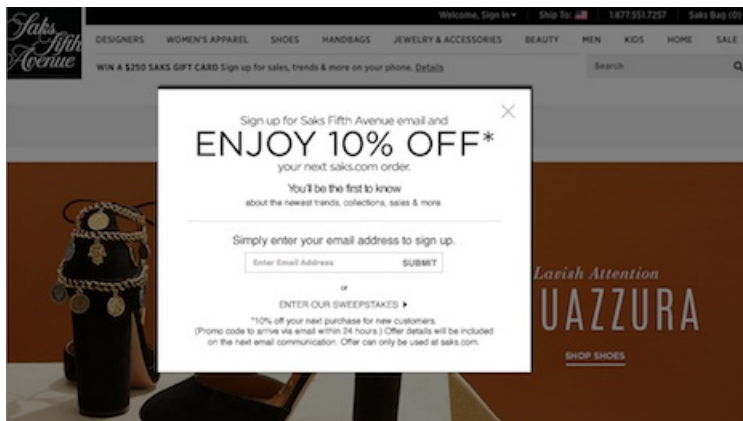 Saks
Fifth
Avenue
Welcome, Sign In
Ship To:
1.877.551.7257
Saks Bag (0)
DESIGNERS
WOMEN'S APPAREL
SHOES
HANDBAGS
JEWELRY & ACCESSORIES
BEAUTY
MEN
KIDS
HOME
SALE
WIN A $250 SAKS GIFT CARD Sign up for sales, trends & more on your phone. Details
Search
Sign up for Saks Fifth Avenue email and
ENJOY 10% OFF*
your next saks.com order.
You'll be the first to know
about the newest trends, collections, sales & more.
Simply enter your email address to sign up.
Enter Email Address
SUBMIT
or
ENTER OUR SWEEPSTAKES
*10% off your next purchase for new customers.
(Promo code to arrive via email within 24 hours.) Offer details will be included
on the next email communication. Offer can only be used at saks.com.
Lavish Attention
UAZZURA
SHOP SHOES